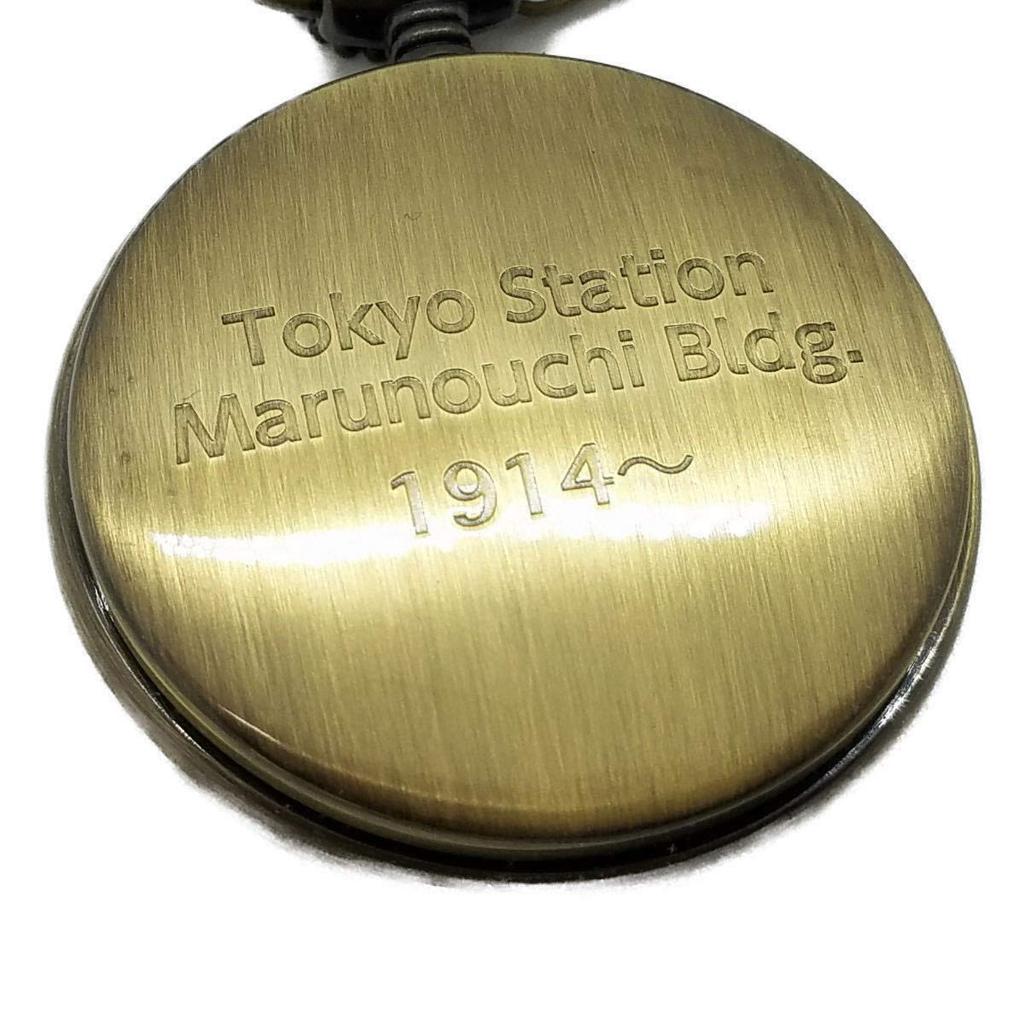 Tokyo Station
Marunouchi Bldg.
1914～